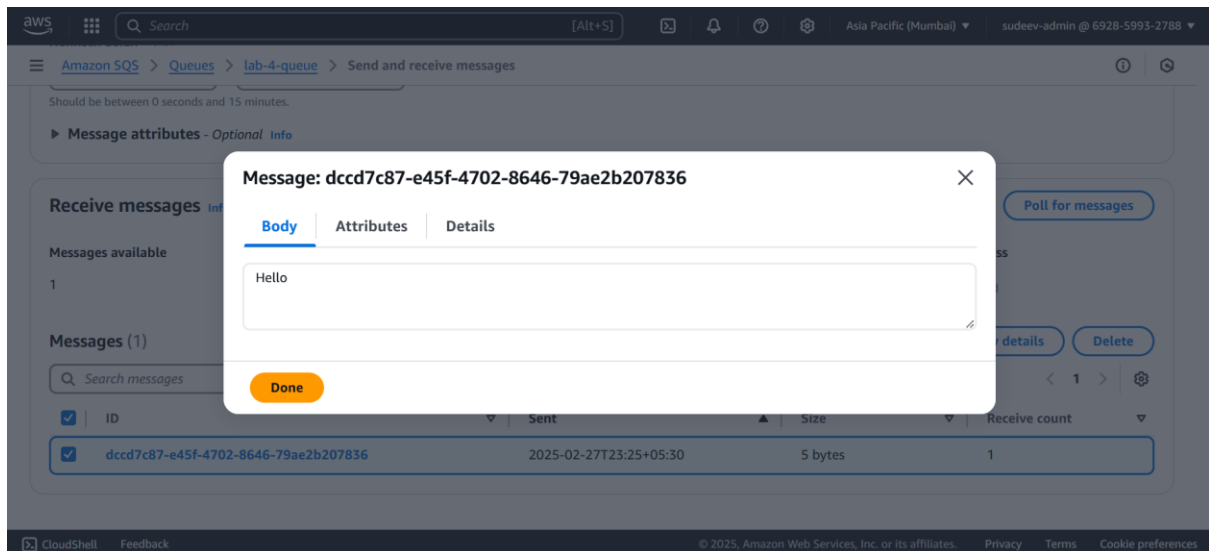 aws
Search
[Alt+S]
Asia Pacific (Mumbai)
sudeev-admin @ 6928-5993-2788
Amazon SQS > Queues > lab-4-queue > Send and receive messages
Should be between 0 seconds and 15 minutes.
Message attributes - Optional Info
Message: dccd7c87-e45f-4702-8646-79ae2b207836
Receive messages
Poll for messages
Body Attributes Details
Messages available
1
Hello
Messages (1)
details
Delete
Search messages
1
Done
ID Sent Size Receive count
dccd7c87-e45f-4702-8646-79ae2b207836 2025-02-27T23:25+05:30 5 bytes 1
CloudShell Feedback © 2025, Amazon Web Services, Inc. or its affiliates. Privacy Terms Cookie preferences